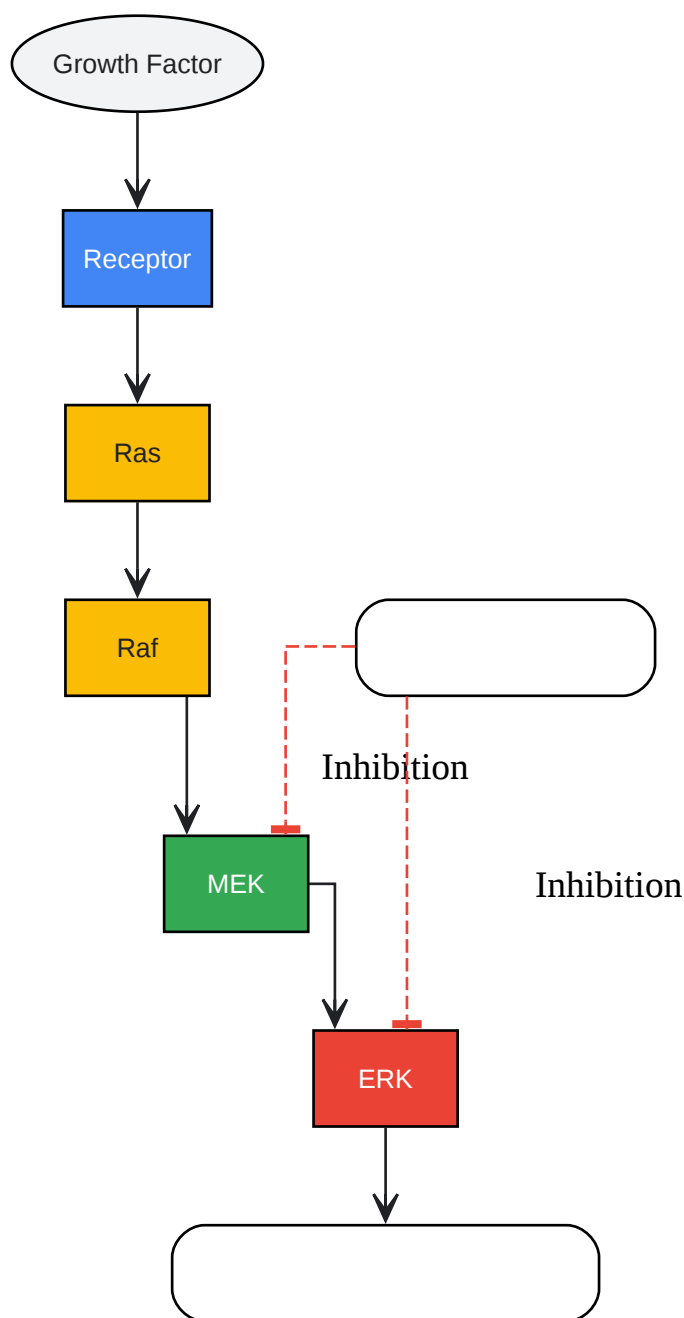 Growth Factor
Receptor
Ras
Raf
Inhibition
MEK
Inhibition
ERK